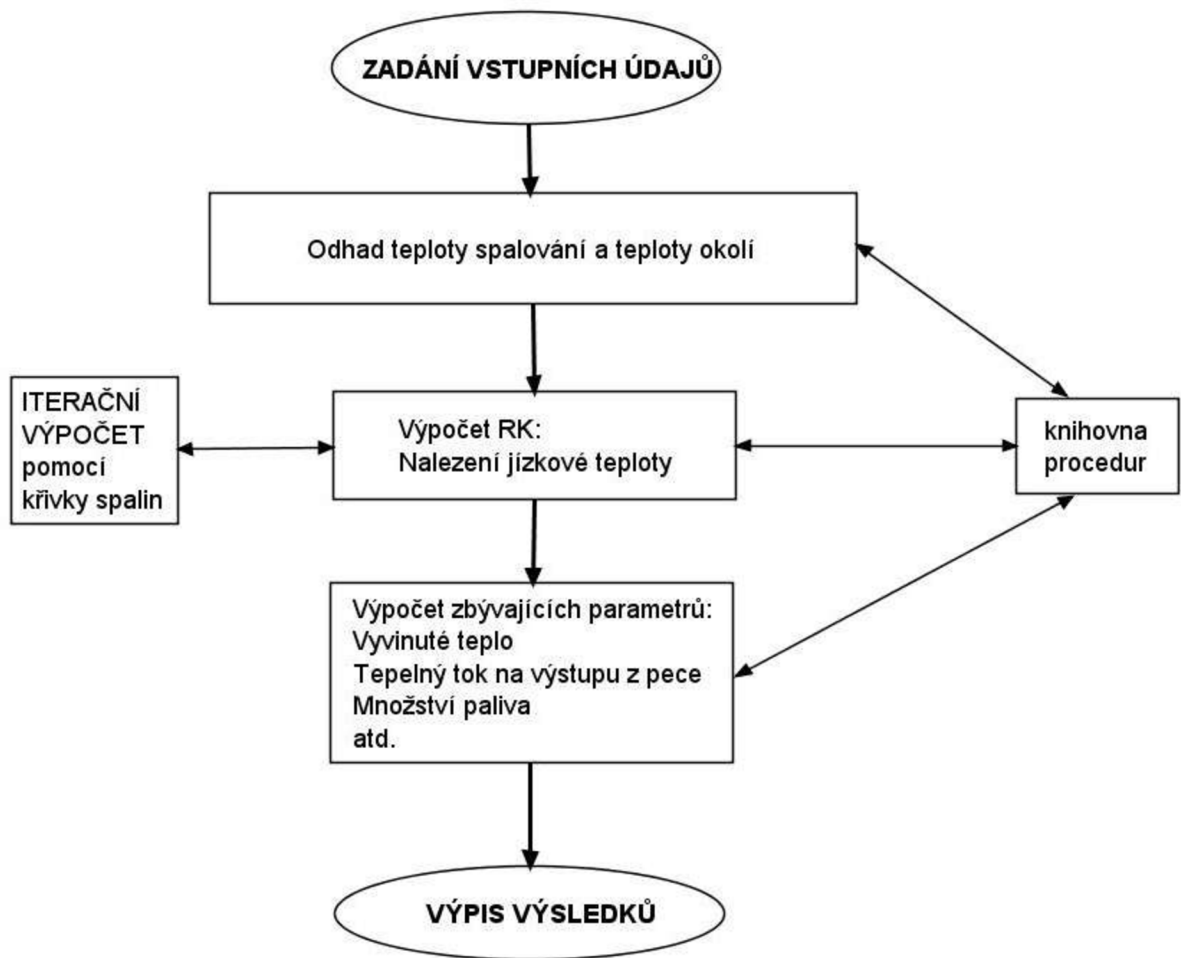 ZADÁNÍ VSTUPNÍCH ÚDAJŮ
Odhad teploty spalování a teploty okolí
ITERAČNÍ
VÝPOČET
pomocí
křivky spalin
Výpočet RK:
Nalezení jízkové teploty
knihovna
procedur
Výpočet zbývajících parametrů:
Vyvinuté teplo
Tepelný tok na výstupu z pece
Množství paliva
atd.
VÝPIS VÝSLEDKŮ